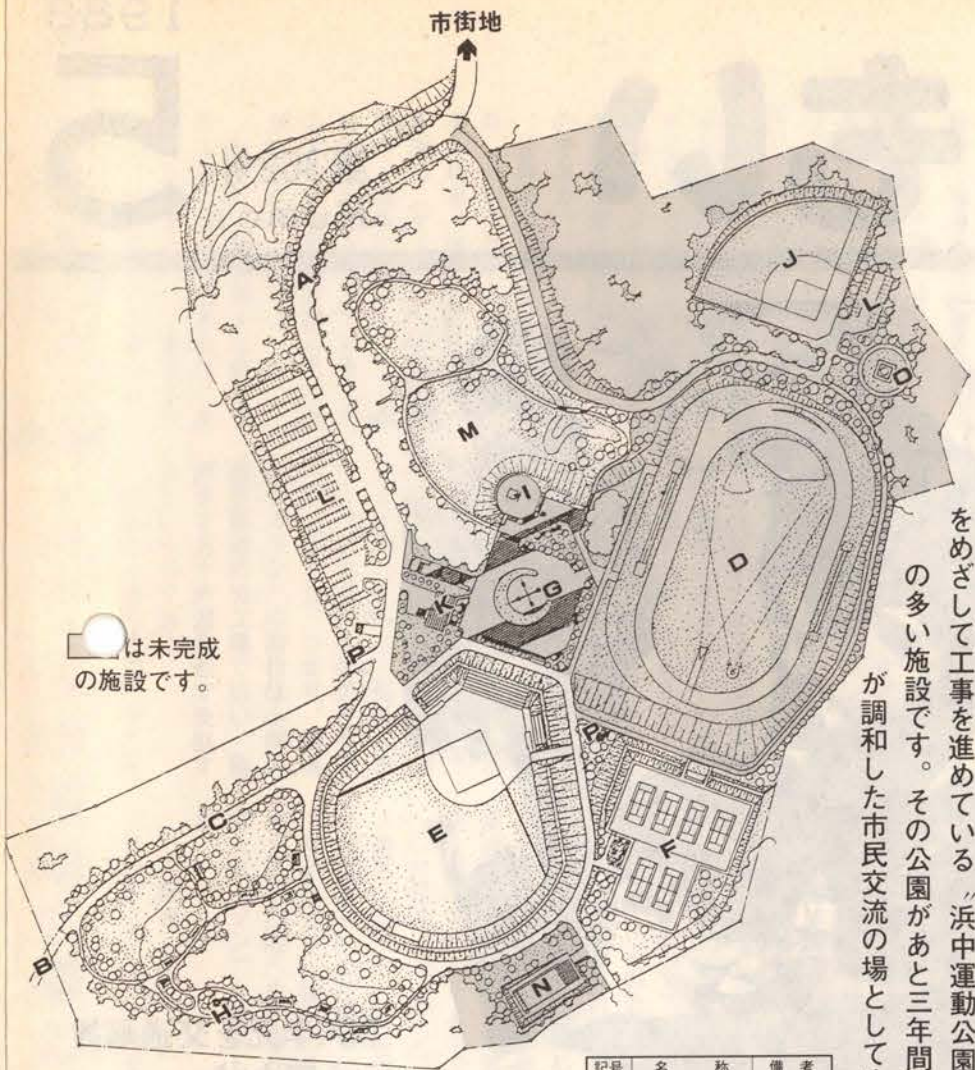 市街地
をめざして工事を進めている〝浜中運動公園
の多い施設です。その公園があと三年間
が調和した市民交流の場として
A
J
L
O
M
I
D
L
K
G
P
は未完成
の施設です。
P
E
F
C
B
H
N
記号 名称 備考